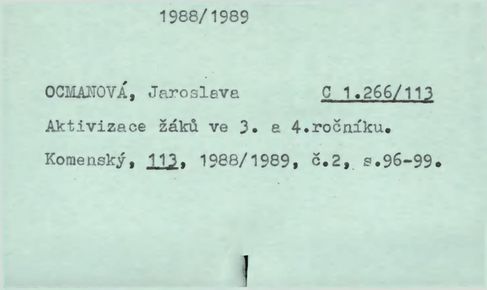 1988/1989
OCMANOVÁ, Jaroslava C 1.266/113
Aktivizace žáků ve 3. a 4.ročníku.
Komenský, 113, 1988/1989, č.2, s.96-99.